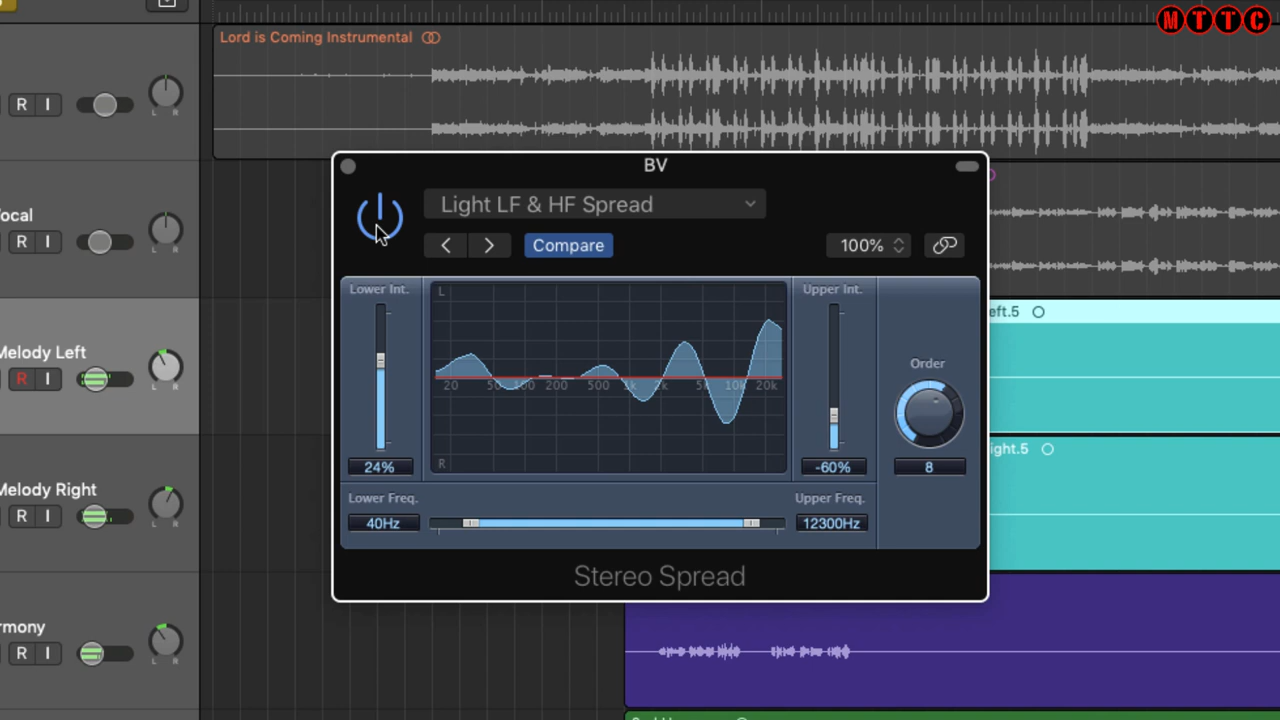 MTTC
Lord is Coming Instrumental
R I
L R
BV
Light LF & HF Spread
Compare
100%
ocal
R I
L R
Lower Int.
L
Upper Int.
eft.5
Melody Left
R I
L R
Order
20 50 100 200 500 1k 2k 5k 10k 20k
ight.5
R
24%
-60%
8
Melody Right
R I
L R
Lower Freq.
Upper Freq.
40Hz
12300Hz
Stereo Spread
rmony
R I
L R